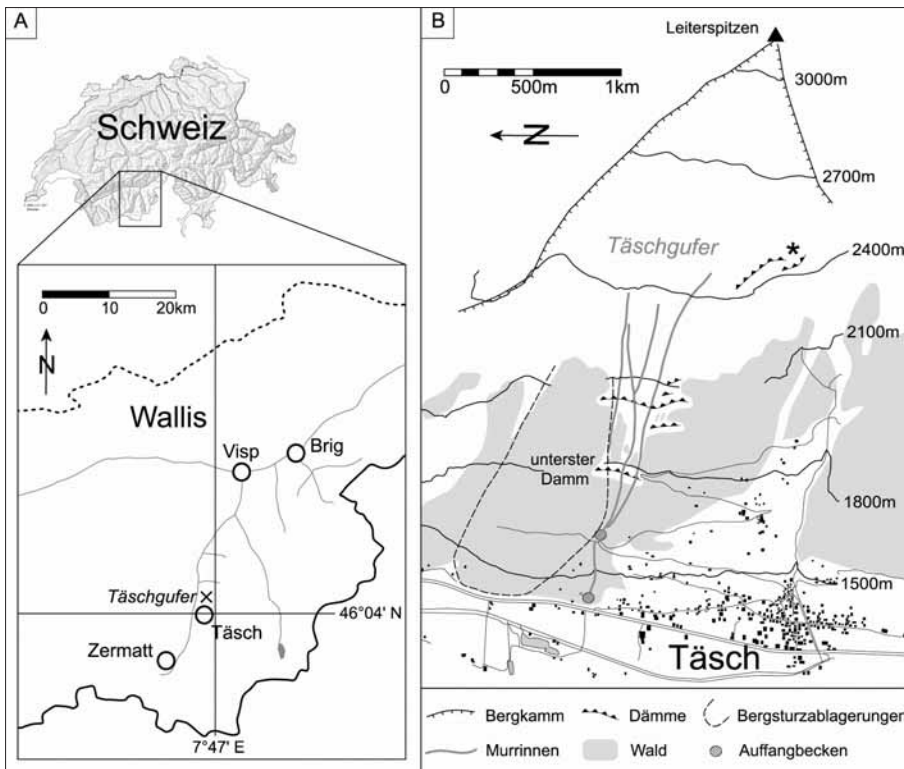 A
Schweiz
0 10 20km
N
Wallis
Visp
Brig
Täschgufer
Täsch
46°04' N
Zermatt
7°47' E
B
Leiterspitzen
0 500m 1km
N
3000m
2700m
Täschgufer
*
2400m
2100m
unterster
Damm
1800m
1500m
Täsch
Bergkamm
Dämme
Bergsturzablagerungen
Murrinnen
Wald
Auffangbecken